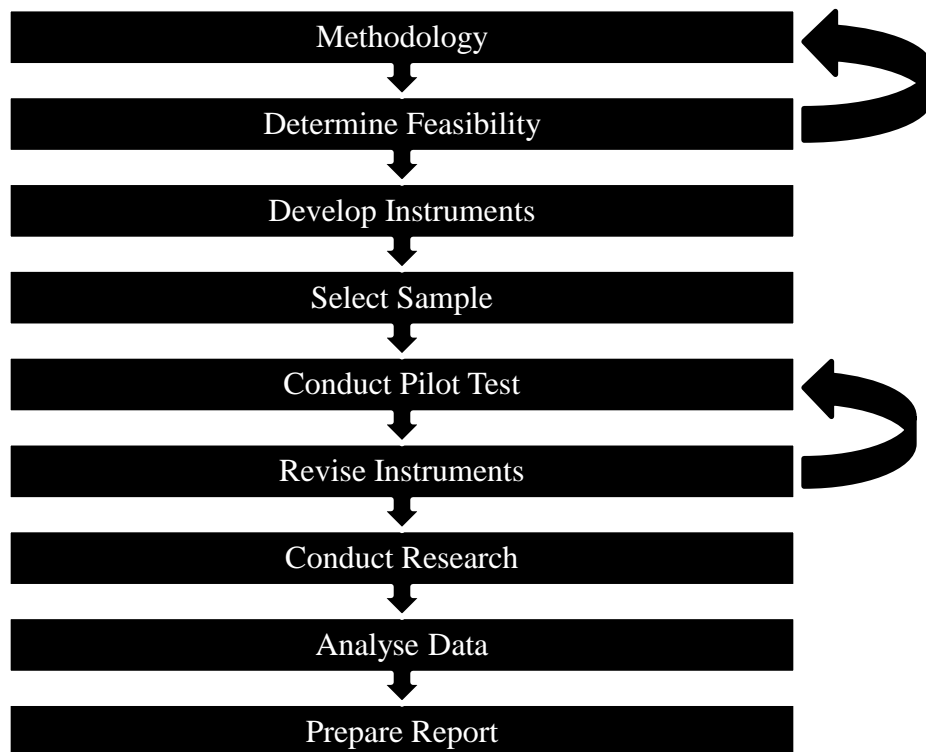 Methodology
Determine Feasibility
Develop Instruments
Select Sample
Conduct Pilot Test
Revise Instruments
Conduct Research
Analyse Data
Prepare Report